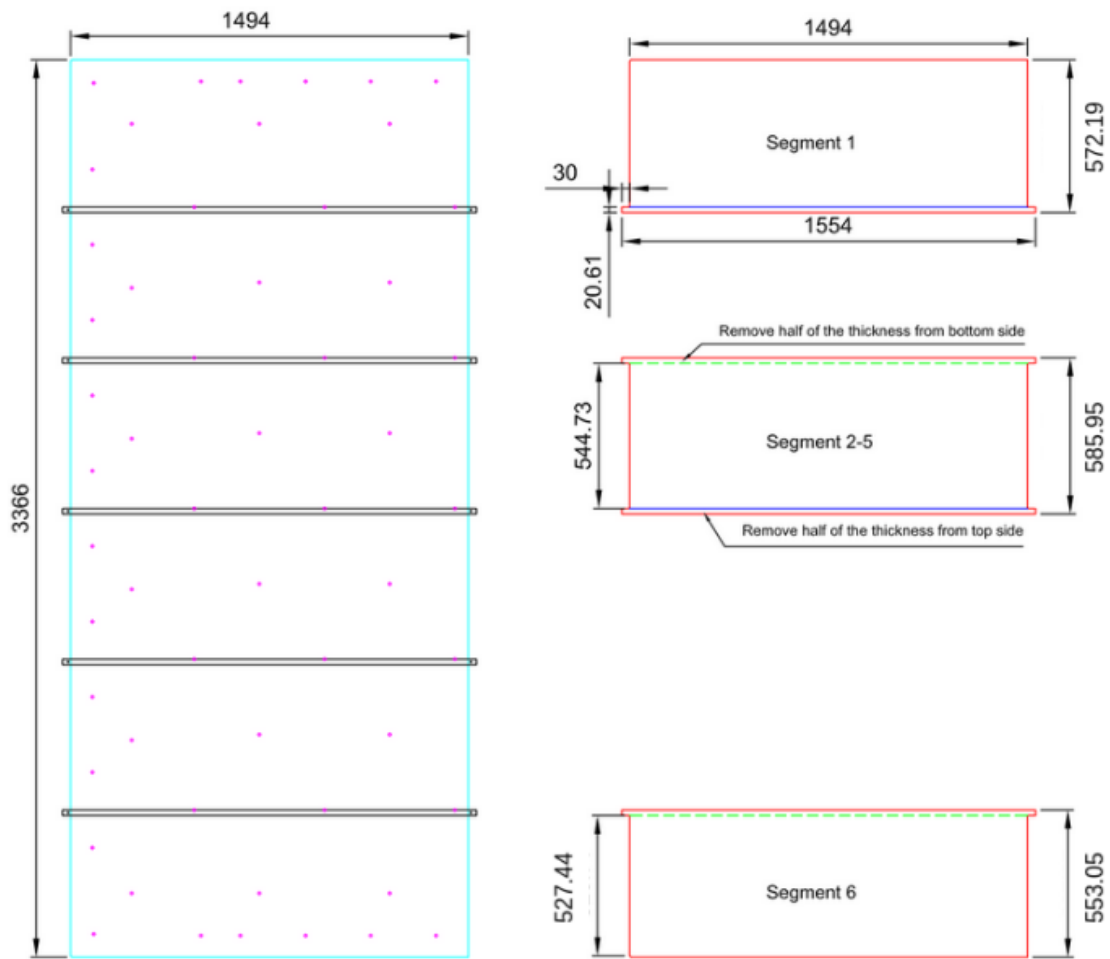 1494
1494
Segment 1
572.19
30
1554
20.61
Remove half of the thickness from bottom side
544.73
Segment 2-5
585.95
3366
Remove half of the thickness from top side
527.44
Segment 6
553.05